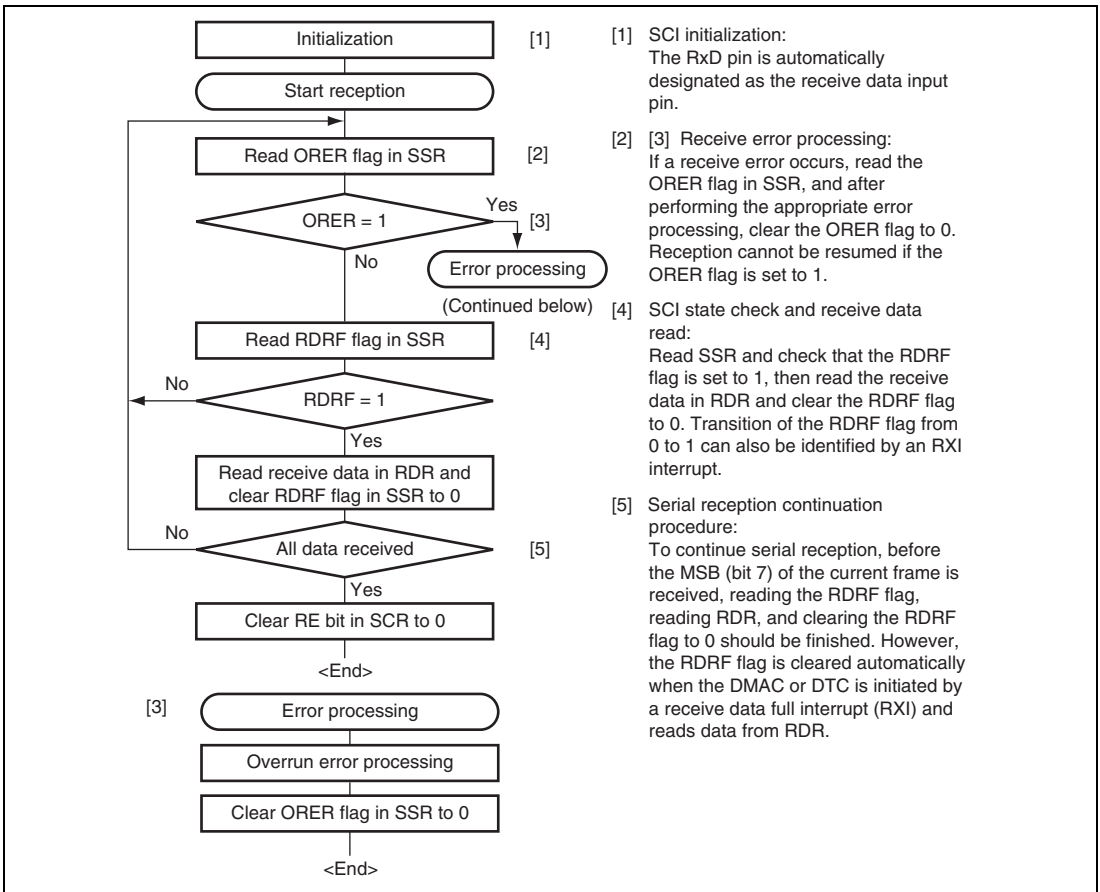 Initialization [1]
Start reception
Read ORER flag in SSR [2]
ORER = 1
Yes
[3]
No
Error processing
(Continued below)
Read RDRF flag in SSR [4]
No
RDRF = 1
Yes
Read receive data in RDR and
clear RDRF flag in SSR to 0
No
All data received [5]
Yes
Clear RE bit in SCR to 0
<End>
[3] Error processing
Overrun error processing
Clear ORER flag in SSR to 0
<End>
[1] SCI initialization:
The RxD pin is automatically
designated as the receive data input
pin.
[2] [3] Receive error processing:
If a receive error occurs, read the
ORER flag in SSR, and after
performing the appropriate error
processing, clear the ORER flag to 0.
Reception cannot be resumed if the
ORER flag is set to 1.
[4] SCI state check and receive data
read:
Read SSR and check that the RDRF
flag is set to 1, then read the receive
data in RDR and clear the RDRF flag
to 0. Transition of the RDRF flag from
0 to 1 can also be identified by an RXI
interrupt.
[5] Serial reception continuation
procedure:
To continue serial reception, before
the MSB (bit 7) of the current frame is
received, reading the RDRF flag,
reading RDR, and clearing the RDRF
flag to 0 should be finished. However,
the RDRF flag is cleared automatically
when the DMAC or DTC is initiated by
a receive data full interrupt (RXI) and
reads data from RDR.